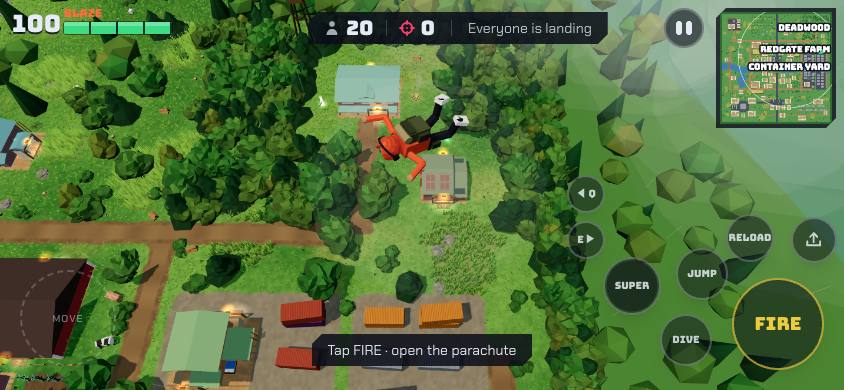 BLAZE
100
20
0
Everyone is landing
DEADWOOD
REDGATE FARM
CONTAINER YARD
Q
E
RELOAD
JUMP
SUPER
MOVE
FIRE
DIVE
Tap FIRE · open the parachute